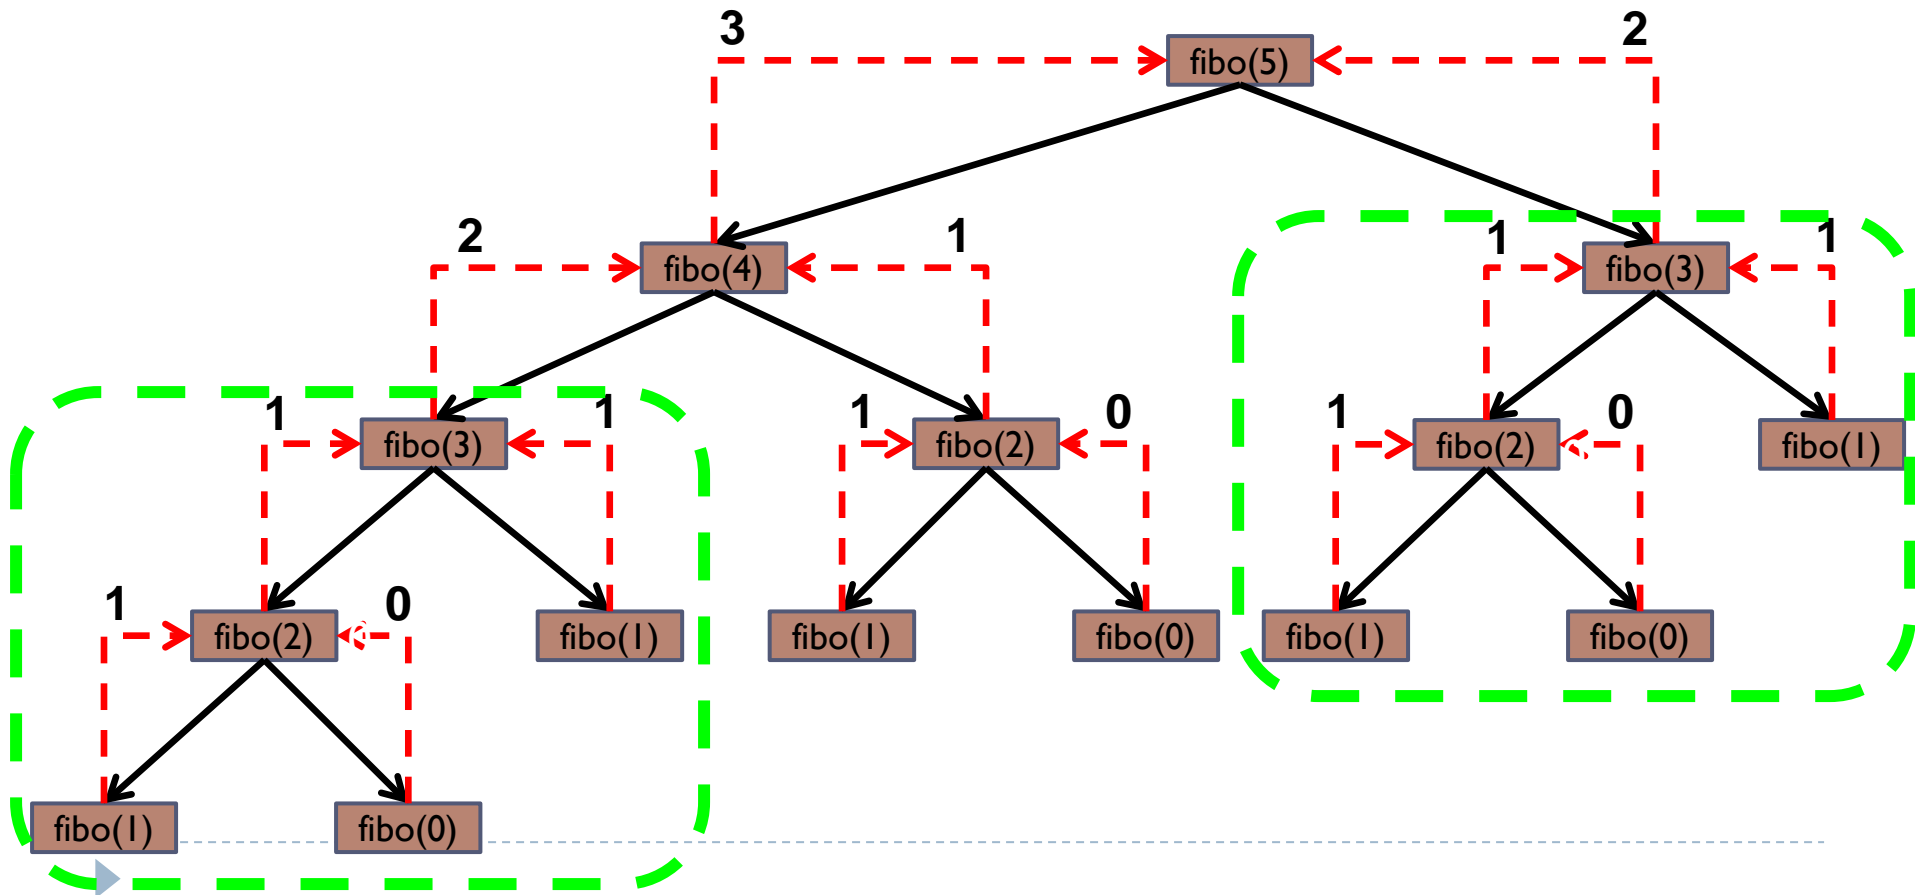 3 2
fibo(5)
2 1 1 1
fibo(4) fibo(3)
1 1 1 0 1 0
fibo(3) fibo(2) fibo(2) fibo(1)
1 0
fibo(2) fibo(1) fibo(1) fibo(0) fibo(1) fibo(0)
fibo(1) fibo(0)